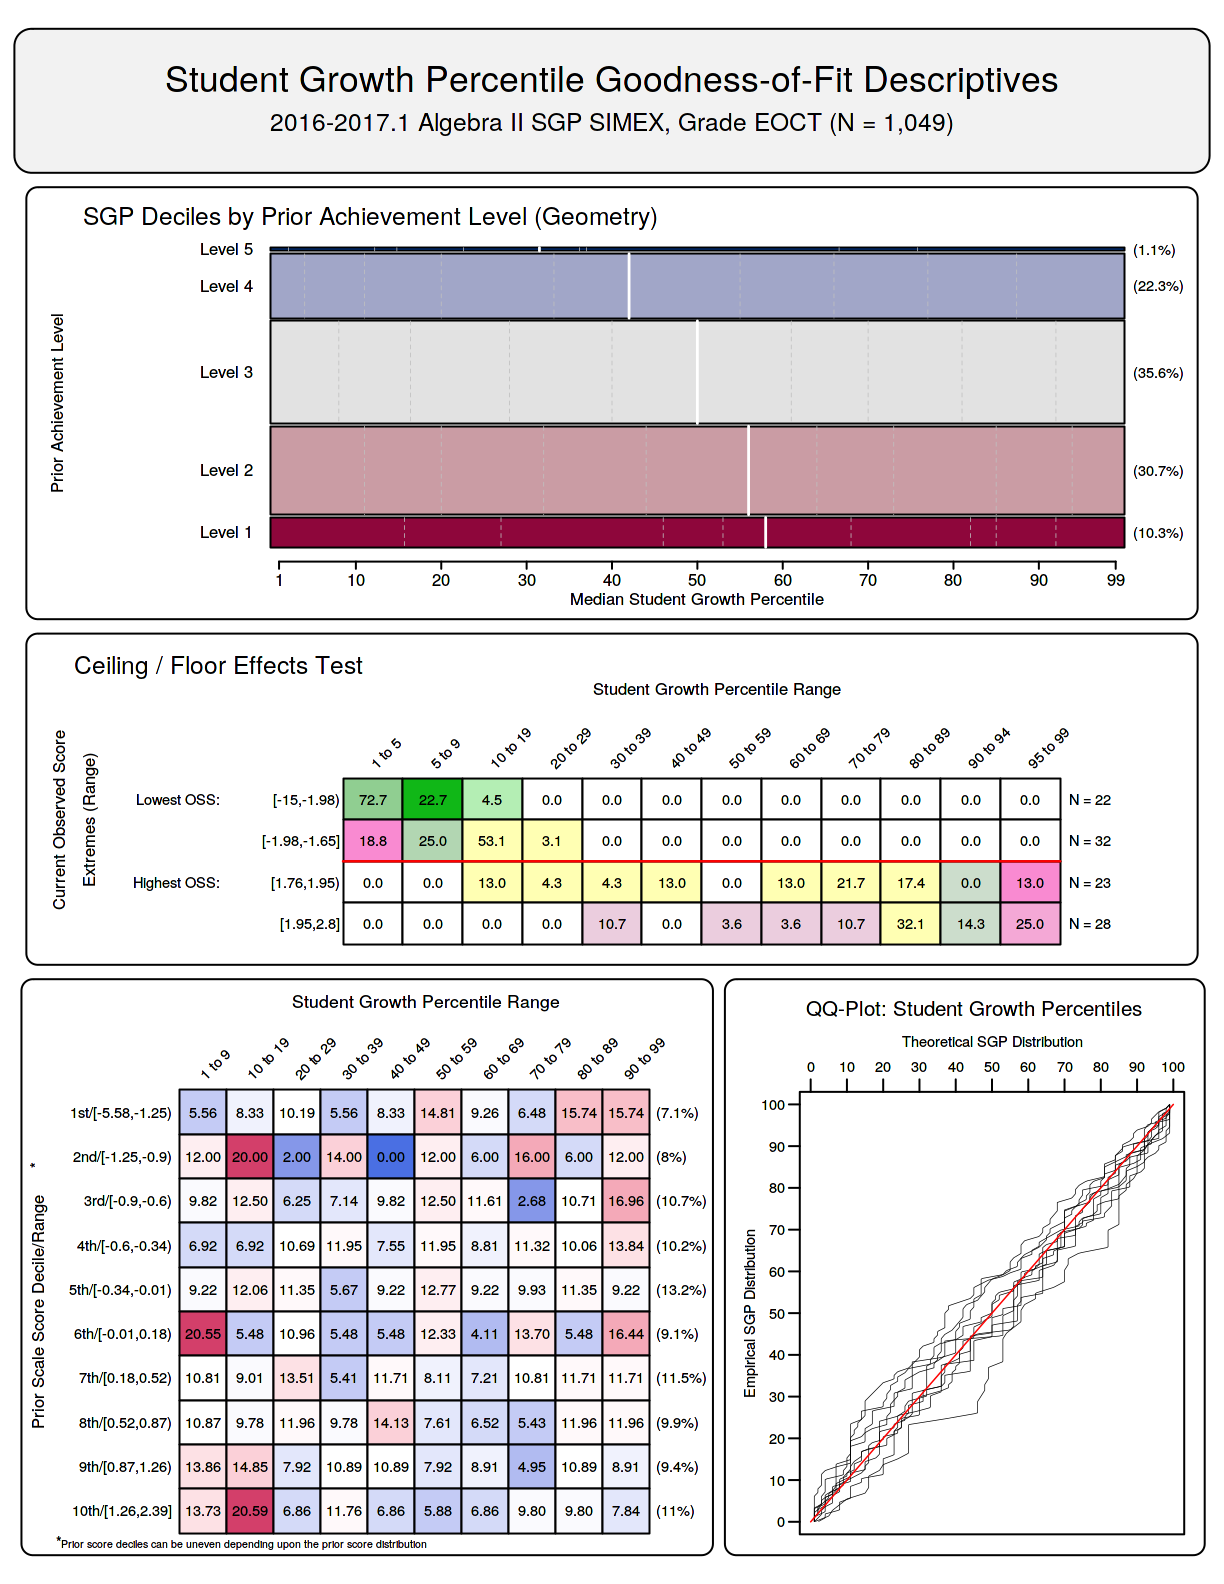 Student Growth Percentile Goodness-of-Fit Descriptives
2016-2017.1 Algebra II SGP SIMEX, Grade EOCT (N = 1,049)
SGP Deciles by Prior Achievement Level (Geometry)
Prior Achievement Level
Level 5 (1.1%)
Level 4 (22.3%)
Level 3 (35.6%)
Level 2 (30.7%)
Level 1 (10.3%)
1 10 20 30 40 50 60 70 80 90 99
Median Student Growth Percentile
Ceiling / Floor Effects Test
Student Growth Percentile Range
Current Observed Score
Extremes (Range)
1 to 5 5 to 9 10 to 19 20 to 29 30 to 39 40 to 49 50 to 59 60 to 69 70 to 79 80 to 89 90 to 94 95 to 99
Lowest OSS: [-15,-1.98) 72.7 22.7 4.5 0.0 0.0 0.0 0.0 0.0 0.0 0.0 0.0 0.0 N = 22
[-1.98,-1.65] 18.8 25.0 53.1 3.1 0.0 0.0 0.0 0.0 0.0 0.0 0.0 0.0 N = 32
Highest OSS: [1.76,1.95) 0.0 0.0 13.0 4.3 4.3 13.0 0.0 13.0 21.7 17.4 0.0 13.0 N = 23
[1.95,2.8] 0.0 0.0 0.0 0.0 10.7 0.0 3.6 3.6 10.7 32.1 14.3 25.0 N = 28
Student Growth Percentile Range
1 to 9 10 to 19 20 to 29 30 to 39 40 to 49 50 to 59 60 to 69 70 to 79 80 to 89 90 to 99
Prior Scale Score Decile/Range *
1st/[-5.58,-1.25) 5.56 8.33 10.19 5.56 8.33 14.81 9.26 6.48 15.74 15.74 (7.1%)
2nd/[-1.25,-0.9) 12.00 20.00 2.00 14.00 0.00 12.00 6.00 16.00 6.00 12.00 (8%)
3rd/[-0.9,-0.6) 9.82 12.50 6.25 7.14 9.82 12.50 11.61 2.68 10.71 16.96 (10.7%)
4th/[-0.6,-0.34) 6.92 6.92 10.69 11.95 7.55 11.95 8.81 11.32 10.06 13.84 (10.2%)
5th/[-0.34,-0.01) 9.22 12.06 11.35 5.67 9.22 12.77 9.22 9.93 11.35 9.22 (13.2%)
6th/[-0.01,0.18) 20.55 5.48 10.96 5.48 5.48 12.33 4.11 13.70 5.48 16.44 (9.1%)
7th/[0.18,0.52) 10.81 9.01 13.51 5.41 11.71 8.11 7.21 10.81 11.71 11.71 (11.5%)
8th/[0.52,0.87) 10.87 9.78 11.96 9.78 14.13 7.61 6.52 5.43 11.96 11.96 (9.9%)
9th/[0.87,1.26) 13.86 14.85 7.92 10.89 10.89 7.92 8.91 4.95 10.89 8.91 (9.4%)
10th/[1.26,2.39] 13.73 20.59 6.86 11.76 6.86 5.88 6.86 9.80 9.80 7.84 (11%)
*Prior score deciles can be uneven depending upon the prior score distribution
QQ-Plot: Student Growth Percentiles
Theoretical SGP Distribution
0 10 20 30 40 50 60 70 80 90 100
Empirical SGP Distribution
100
90
80
70
60
50
40
30
20
10
0